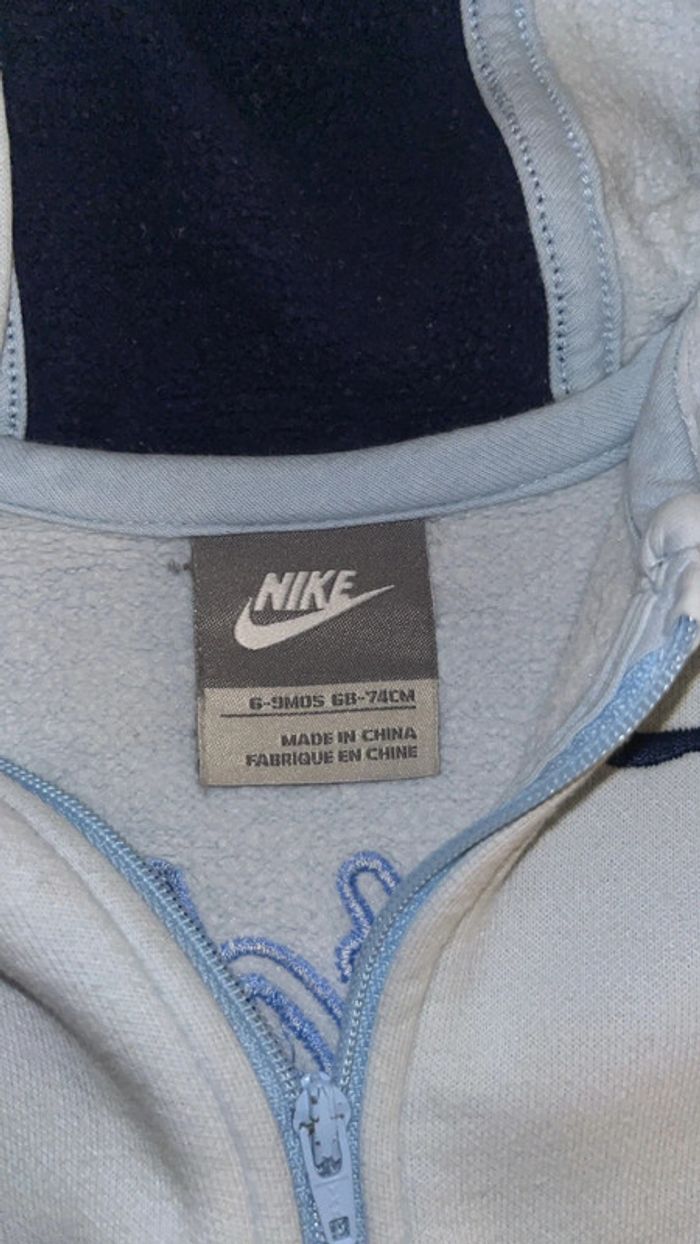 NIKE
6-9MOS 68-74CM
MADE IN CHINA
FABRIQUE EN CHINE